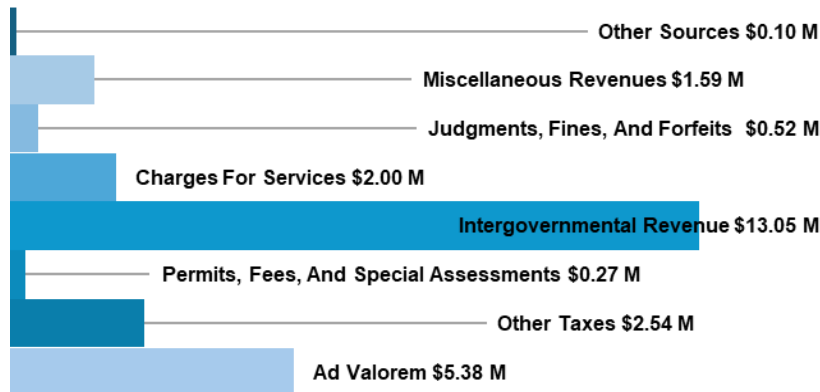 Other Sources $0.10 M
Miscellaneous Revenues $1.59 M
Judgments, Fines, And Forfeits $0.52 M
Charges For Services $2.00 M
Intergovernmental Revenue $13.05 M
Permits, Fees, And Special Assessments $0.27 M
Other Taxes $2.54 M
Ad Valorem $5.38 M